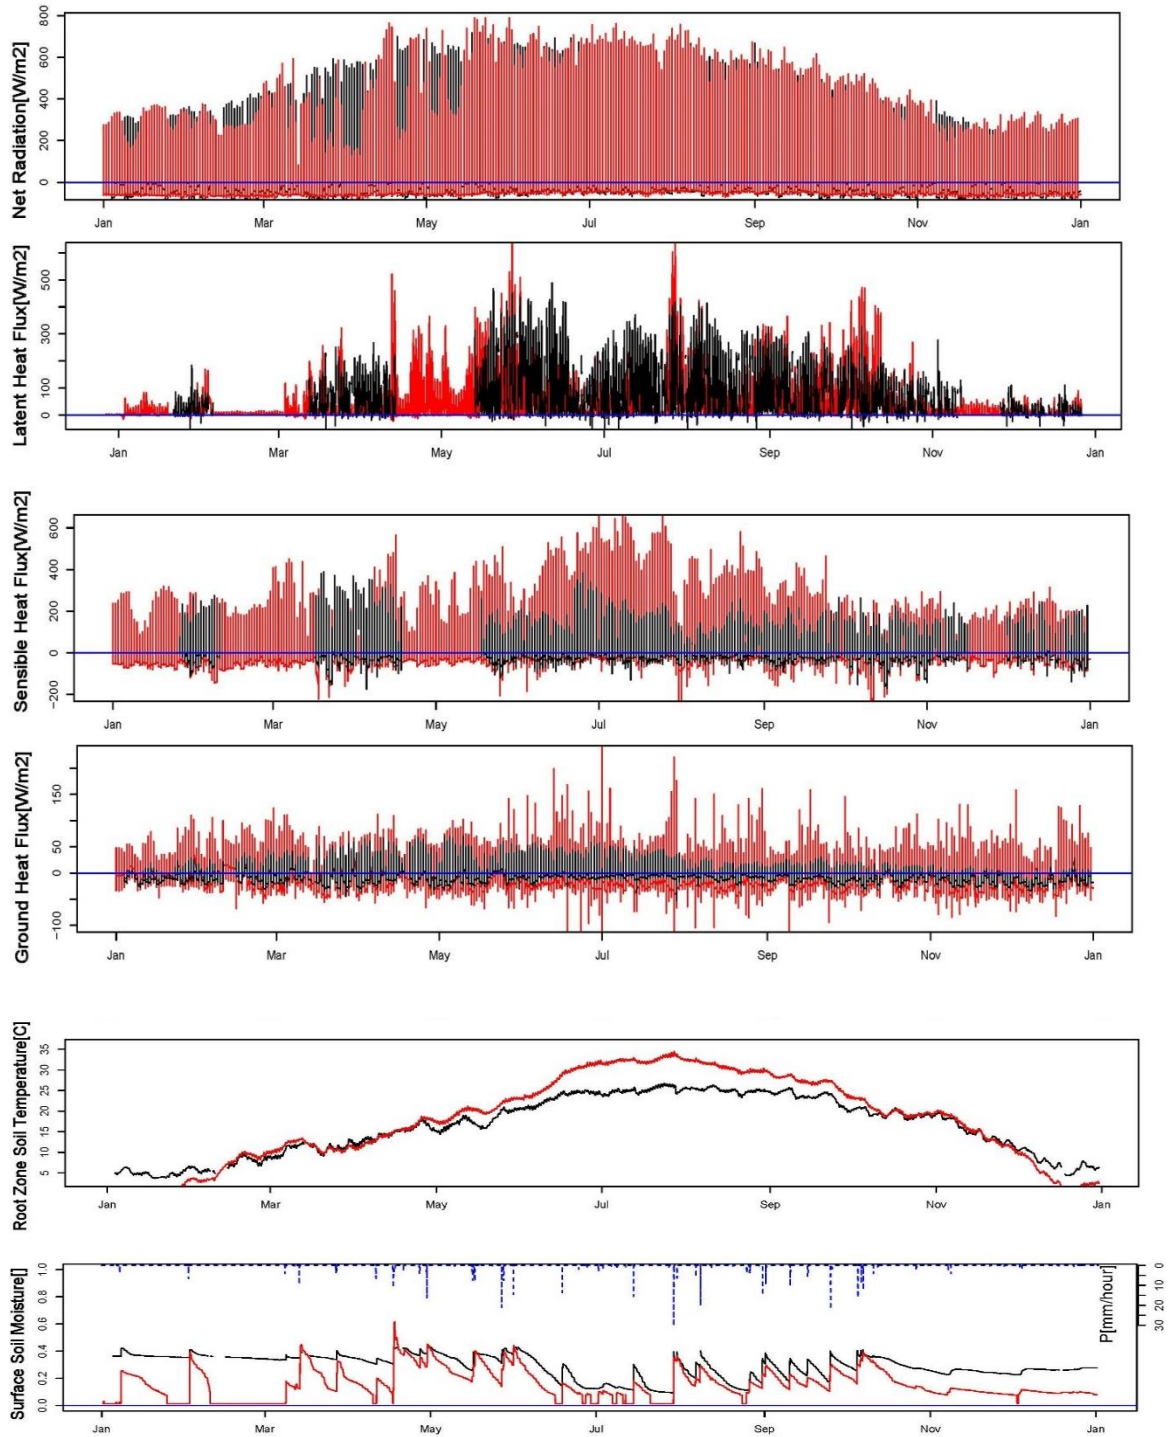 Net Radiation[W/m2]
800
600
400
200
0
Jan Mar May Jul Sep Nov Jan
Latent Heat Flux[W/m2]
500
300
100
0
Jan Mar May Jul Sep Nov Jan
Sensible Heat Flux[W/m2]
600
400
200
0
−200
Jan Mar May Jul Sep Nov Jan
Ground Heat Flux[W/m2]
150
50
0
−100
Jan Mar May Jul Sep Nov Jan
Root Zone Soil Temperature[C]
35
30
25
20
15
10
5
Jan Mar May Jul Sep Nov Jan
Surface Soil Moisture[]
1.0
0.8
0.6
0.4
0.2
0.0
P[mm/hour]
0
10
20
30
Jan Mar May Jul Sep Nov Jan